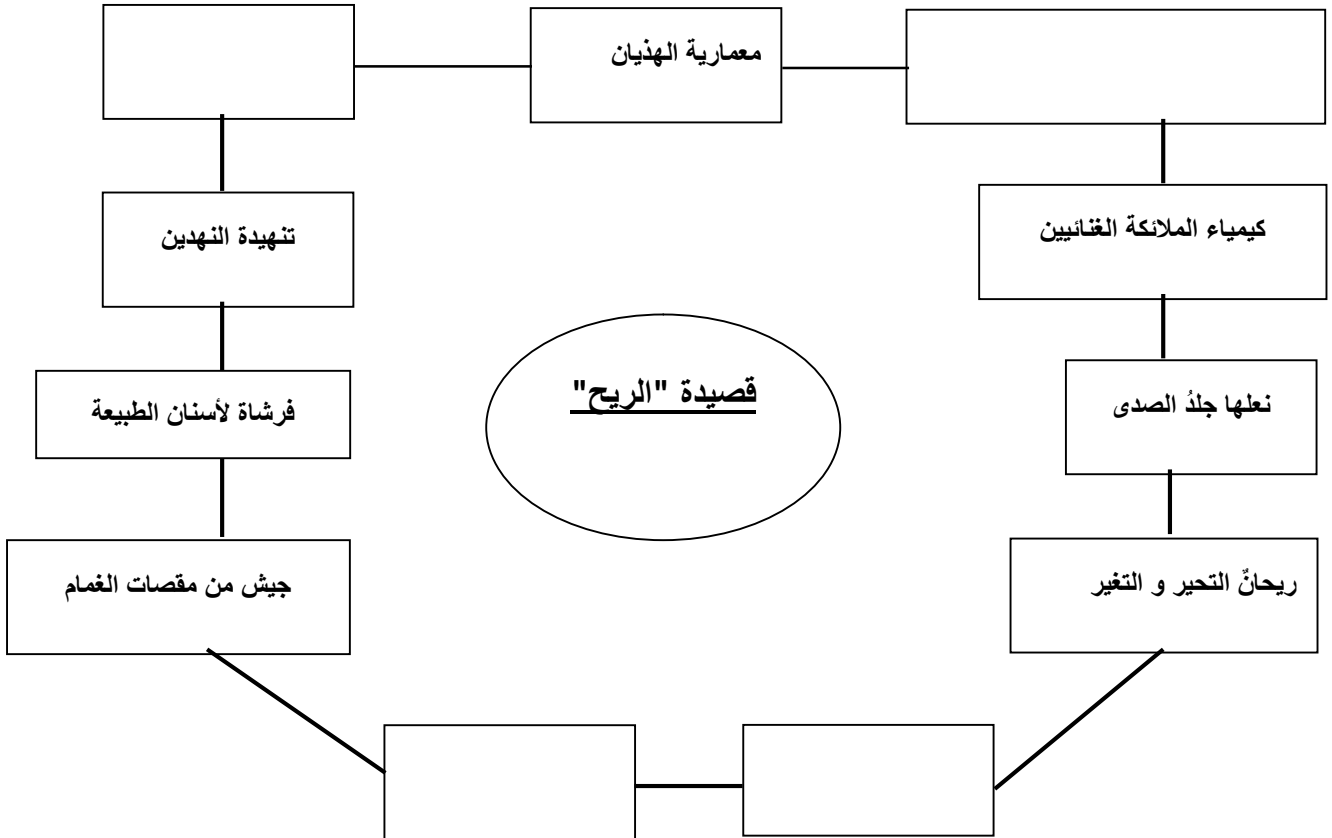 معمارية الهذيان
كيمياء الملائكة الغنائيين
تنهيدة النهدين
نعلها جلدُ الصدى
قصيدة "الريح"
فرشاة لأسنان الطبيعة
ريحانٌ التحير و التغير
جيش من مقصات الغمام